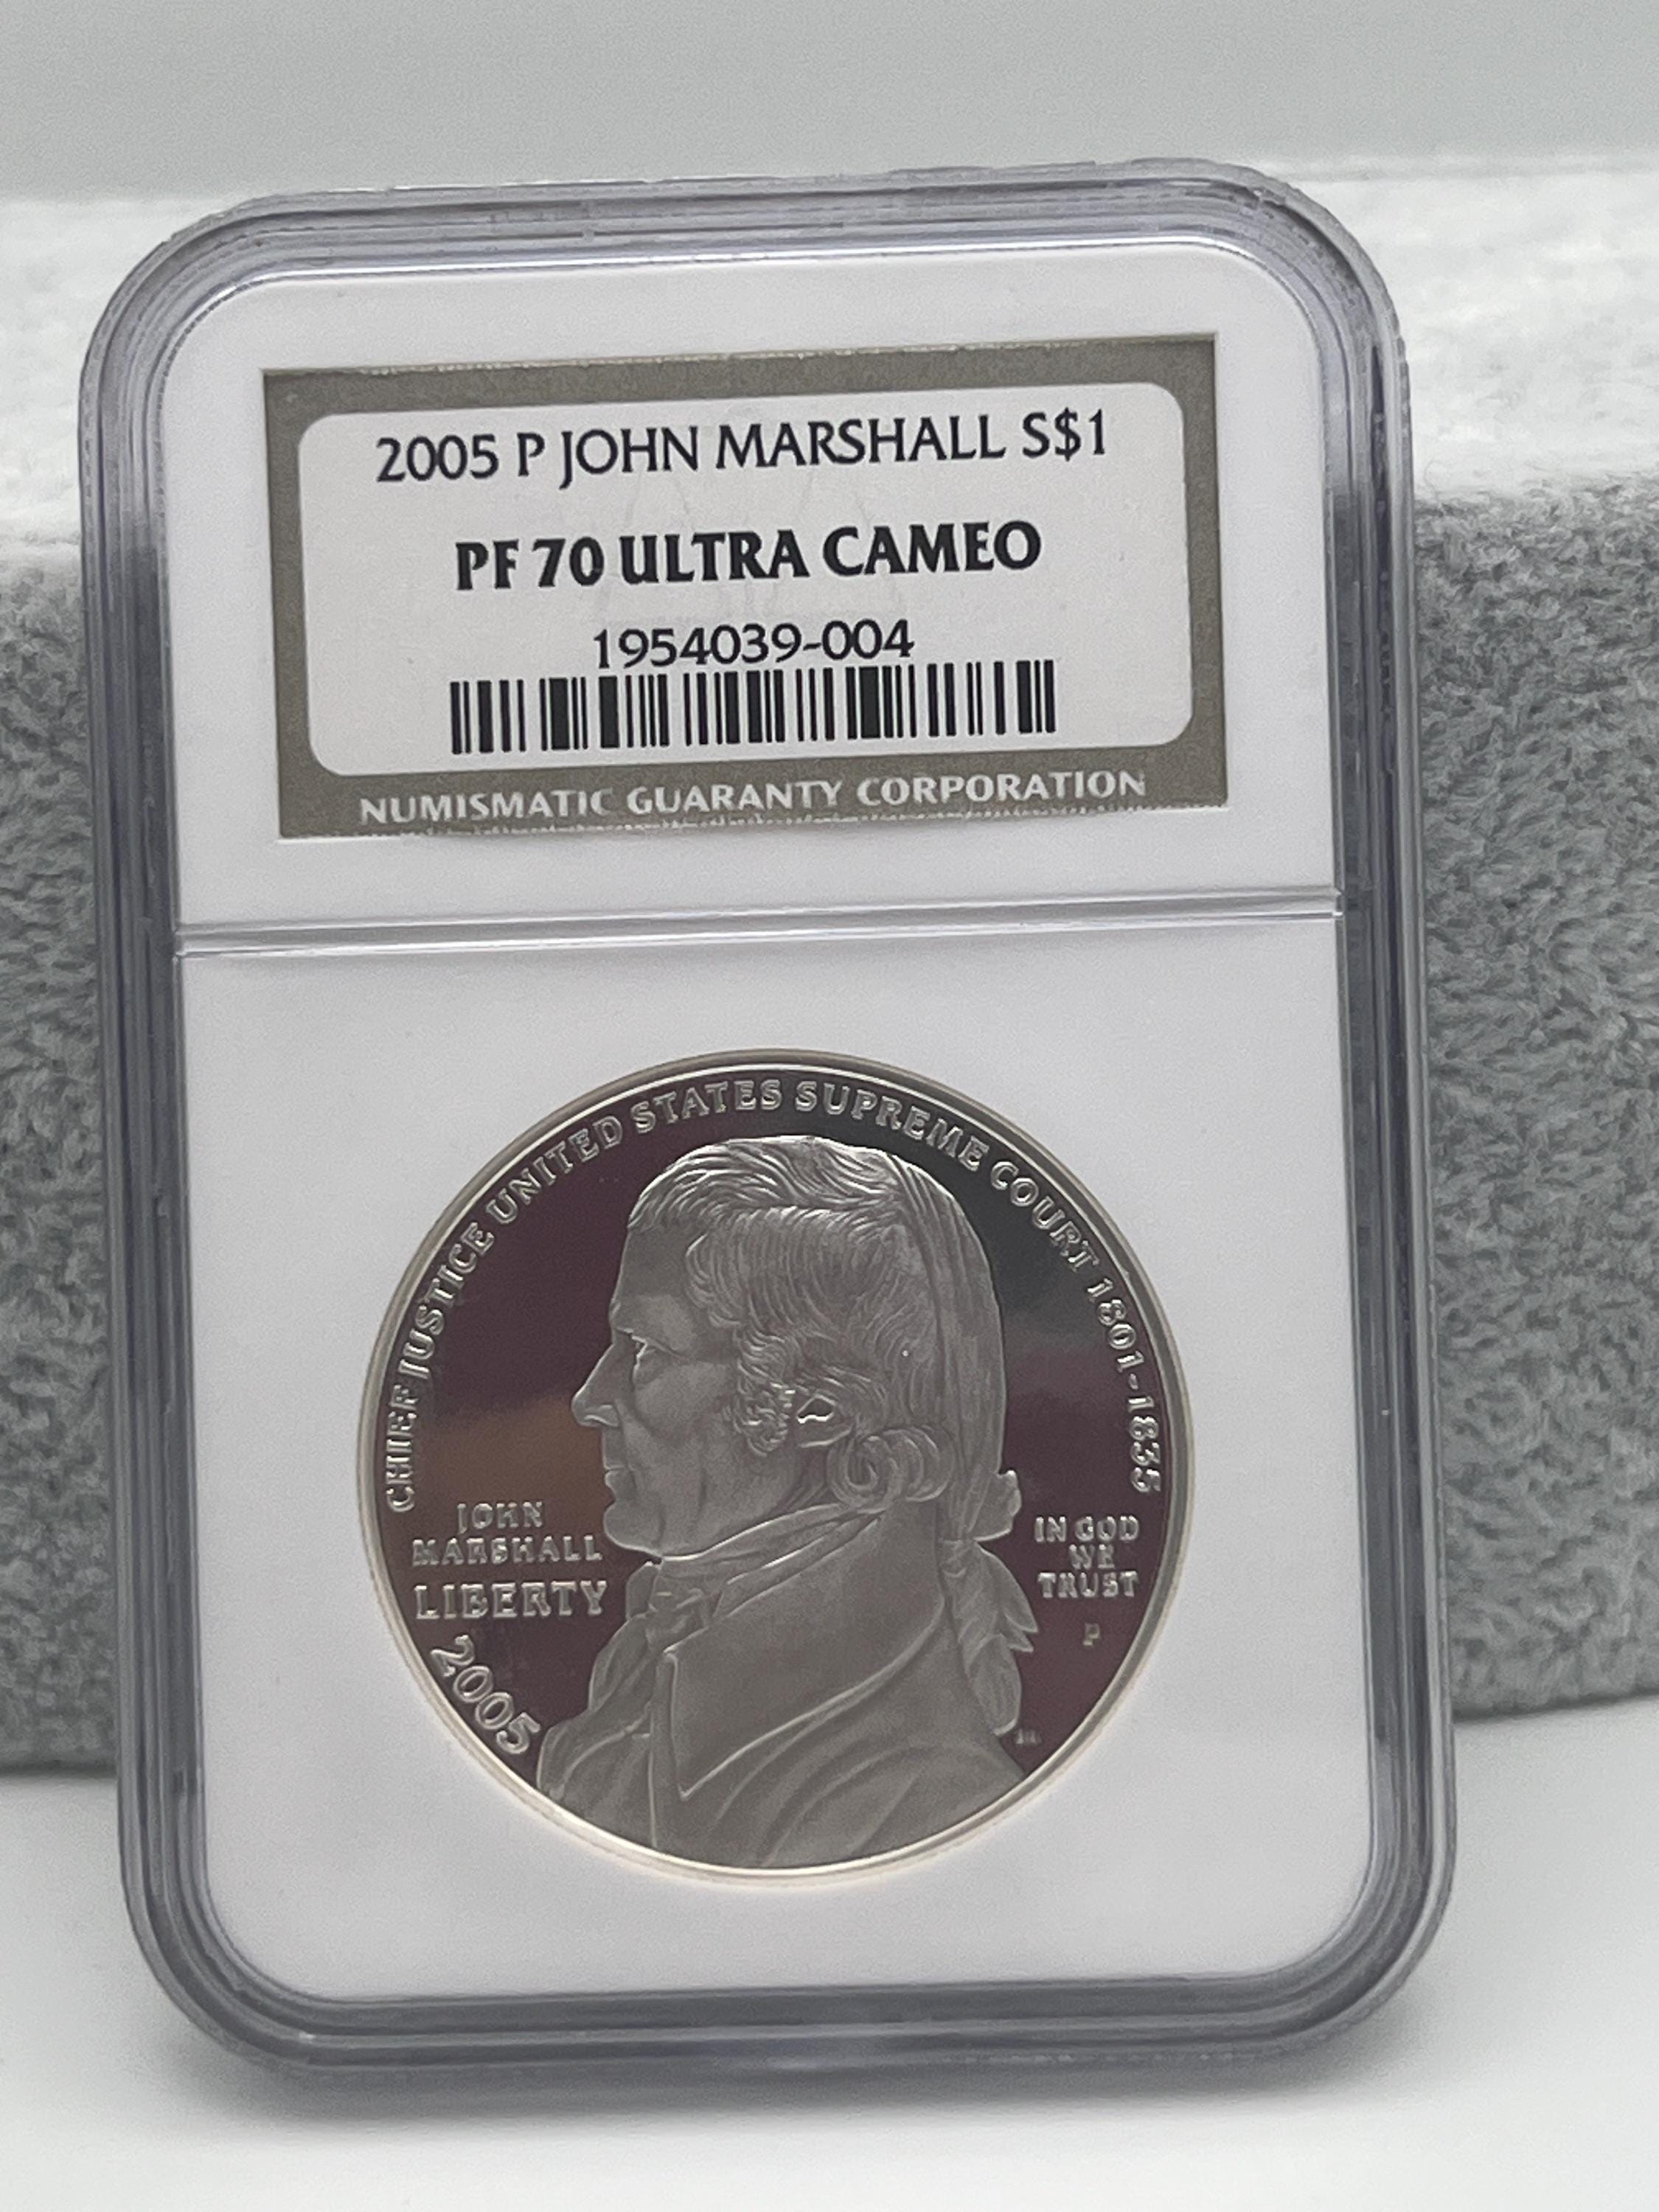 2005 P JOHN MARSHALL S$1
PF 70 ULTRA CAMEO
1954039-004
NUMISMATIC GUARANTY CORPORATION
CHIEF JUSTICE UNITED STATES SUPREME COURT 1801-1835
JOHN
MARSHALL
LIBERTY
2005
IN GOD
WE
TRUST
P